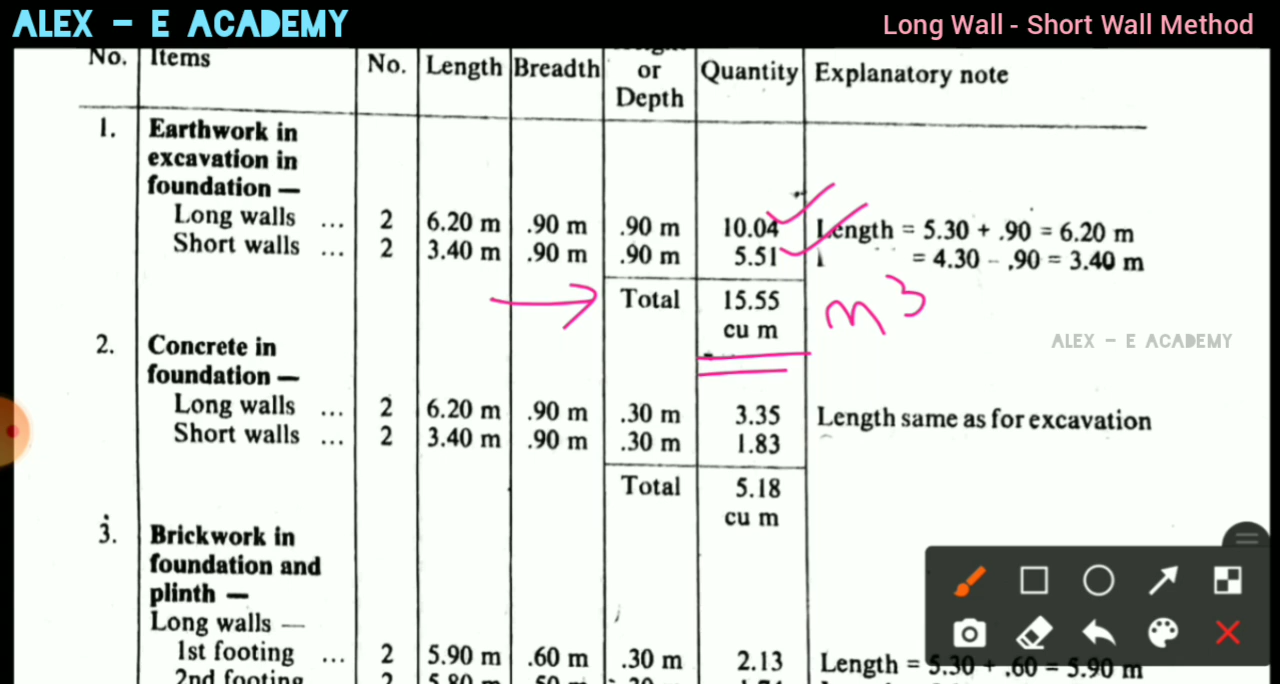 ALEX - E ACADEMY
Long Wall - Short Wall Method
No. Items No. Length Breadth or Quantity Explanatory note
Depth
1. Earthwork in
excavation in
foundation —
Long walls ... 2 6.20 m .90 m .90 m 10.04 Length = 5.30 + .90 = 6.20 m
Short walls ... 2 3.40 m .90 m .90 m 5.51 = 4.30 - .90 = 3.40 m
Total 15.55 m3
cu m
ALEX - E ACADEMY
2. Concrete in
foundation —
Long walls ... 2 6.20 m .90 m .30 m 3.35 Length same as for excavation
Short walls ... 2 3.40 m .90 m .30 m 1.83
Total 5.18
cu m
3. Brickwork in
foundation and
plinth —
Long walls —
1st footing ... 2 5.90 m .60 m .30 m 2.13 Length = 5.30 + .60 = 5.90 m
2nd footing 2 5.80 m